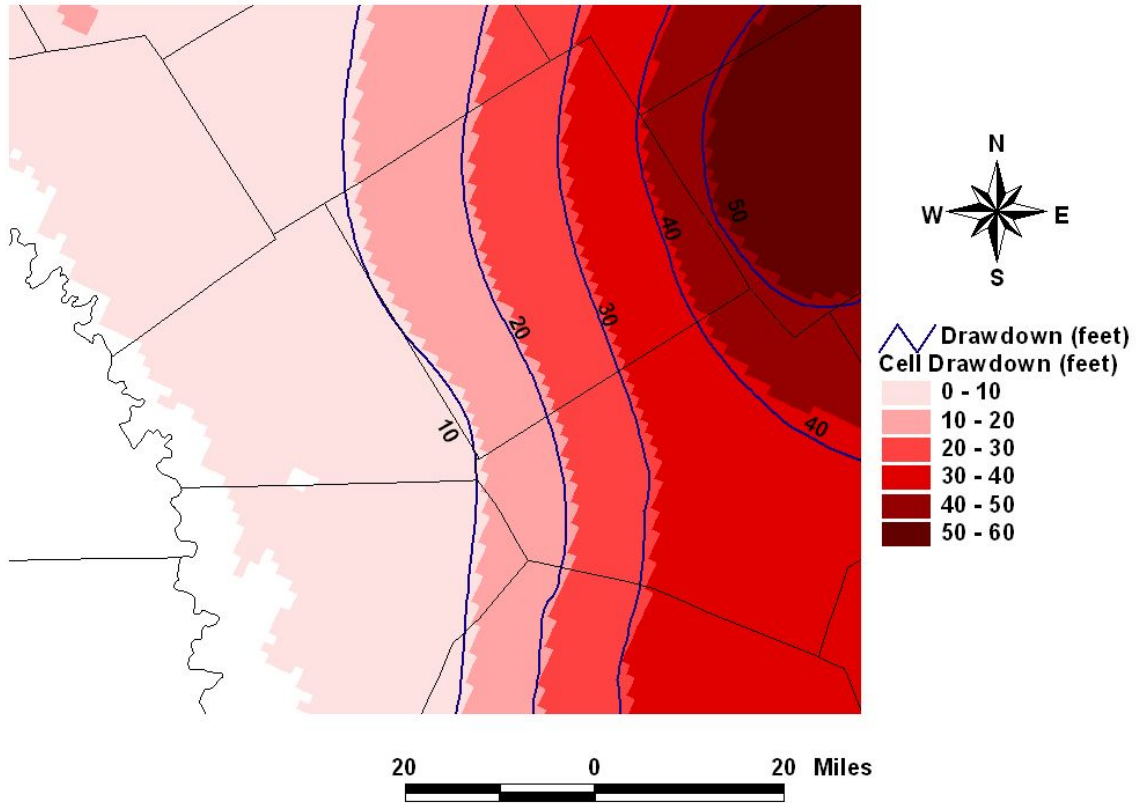 N
W E
S
50
40
30
20
10
40
Drawdown (feet)
Cell Drawdown (feet)
0 - 10
10 - 20
20 - 30
30 - 40
40 - 50
50 - 60
20 0 20 Miles